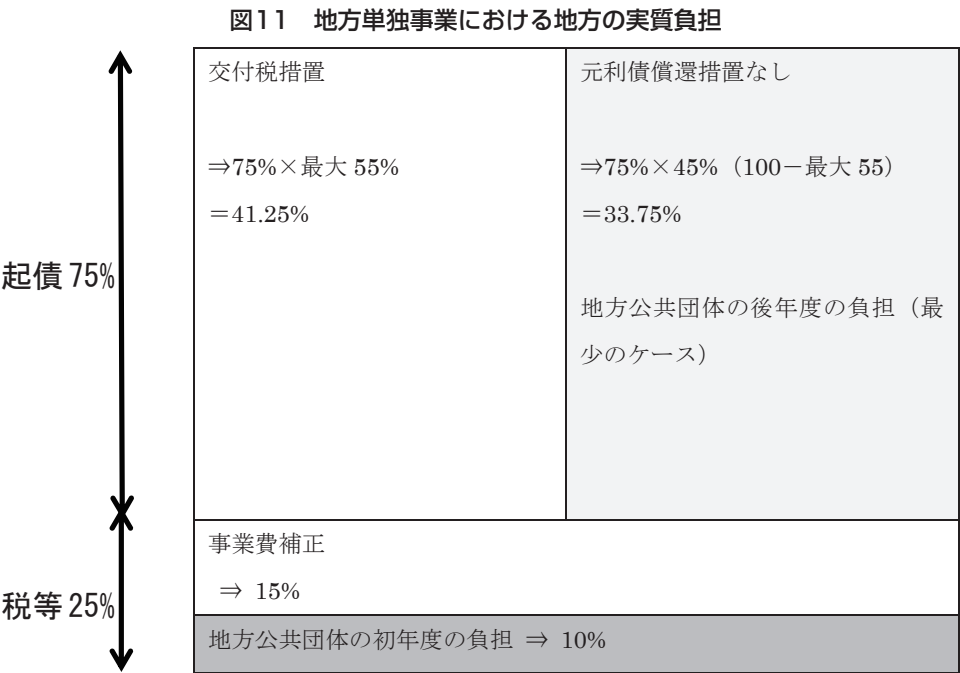 図11　地方単独事業における地方の実質負担
起債 75%
交付税措置
⇒75%×最大 55%
＝41.25%
元利債償還措置なし
⇒75%×45%（100－最大 55）
＝33.75%
地方公共団体の後年度の負担（最
少のケース）
税等 25%
事業費補正
⇒ 15%
地方公共団体の初年度の負担 ⇒ 10%